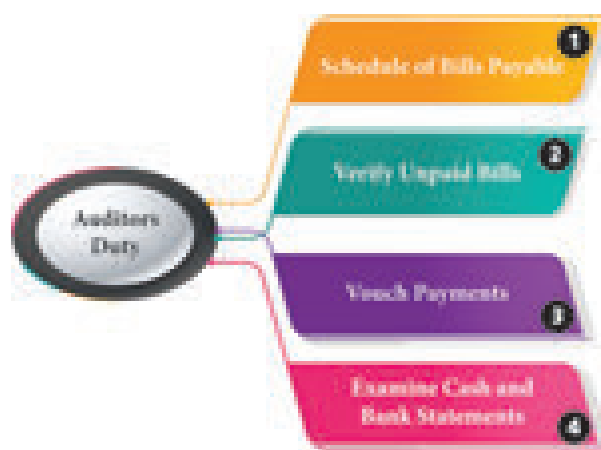 1
Schedule of Bills Payable
2
Verify Unpaid Bills
Auditors
Duty
Vouch Payments
3
Examine Cash and
Bank Statements
4